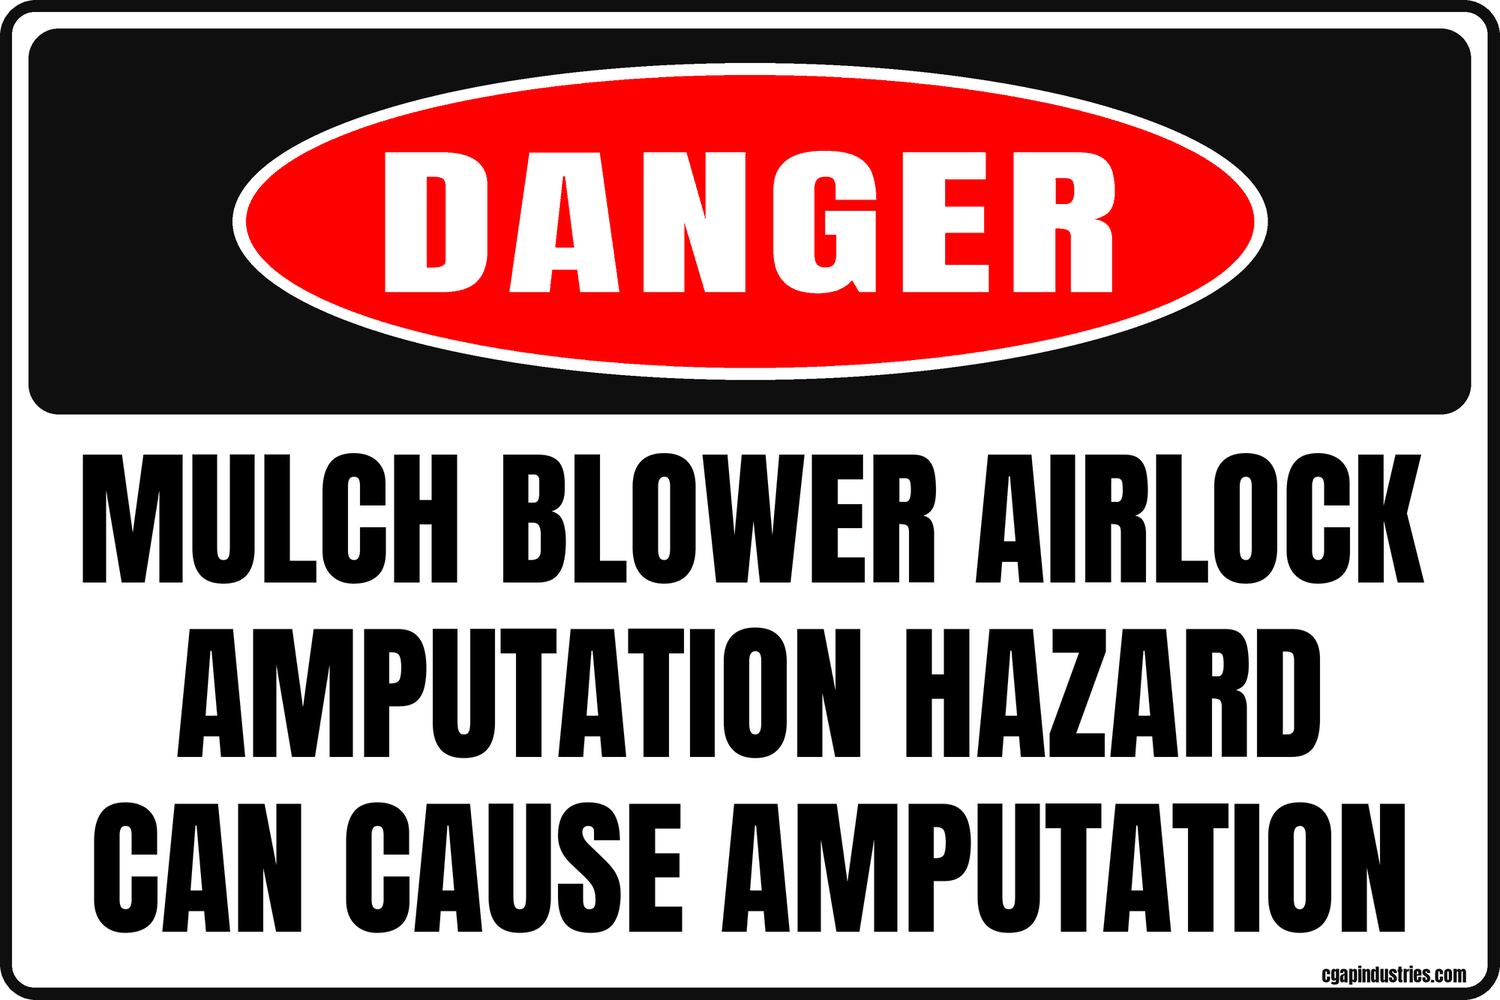 DANGER
MULCH BLOWER AIRLOCK
AMPUTATION HAZARD
CAN CAUSE AMPUTATION
cgapindustries.com